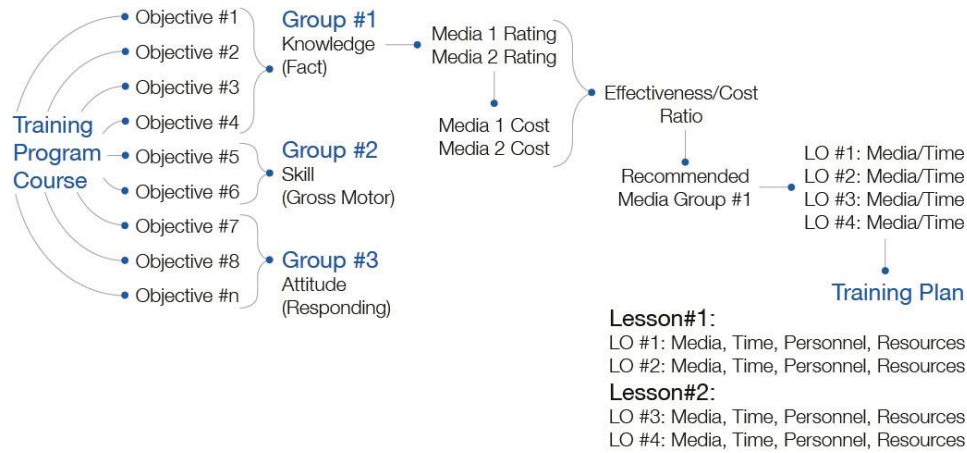 Training
Program
Course
Objective #1
Objective #2
Objective #3
Objective #4
Objective #5
Objective #6
Objective #7
Objective #8
Objective #n
Group #1
Knowledge
(Fact)
Group #2
Skill
(Gross Motor)
Group #3
Attitude
(Responding)
Media 1 Rating
Media 2 Rating
Media 1 Cost
Media 2 Cost
Effectiveness/Cost
Ratio
Recommended
Media Group #1
LO #1: Media/Time
LO #2: Media/Time
LO #3: Media/Time
LO #4: Media/Time
Training Plan
Lesson#1:
LO #1: Media, Time, Personnel, Resources
LO #2: Media, Time, Personnel, Resources
Lesson#2:
LO #3: Media, Time, Personnel, Resources
LO #4: Media, Time, Personnel, Resources